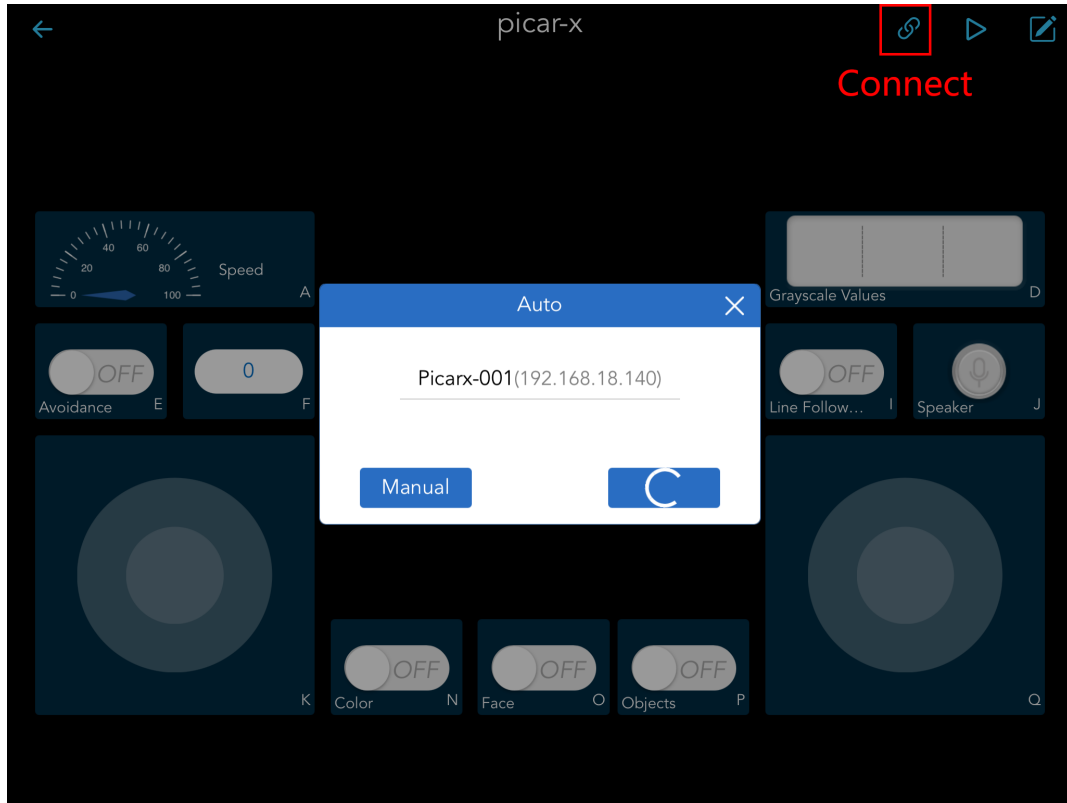 picar-x
Connect
0 20 40 60 80 100
Speed
A
Grayscale Values
D
Auto
Picarx-001(192.168.18.140)
Manual
OFF
Avoidance
E
0
F
OFF
Line Follow...
I
Speaker
J
K
OFF
Color
N
OFF
Face
O
OFF
Objects
P
Q